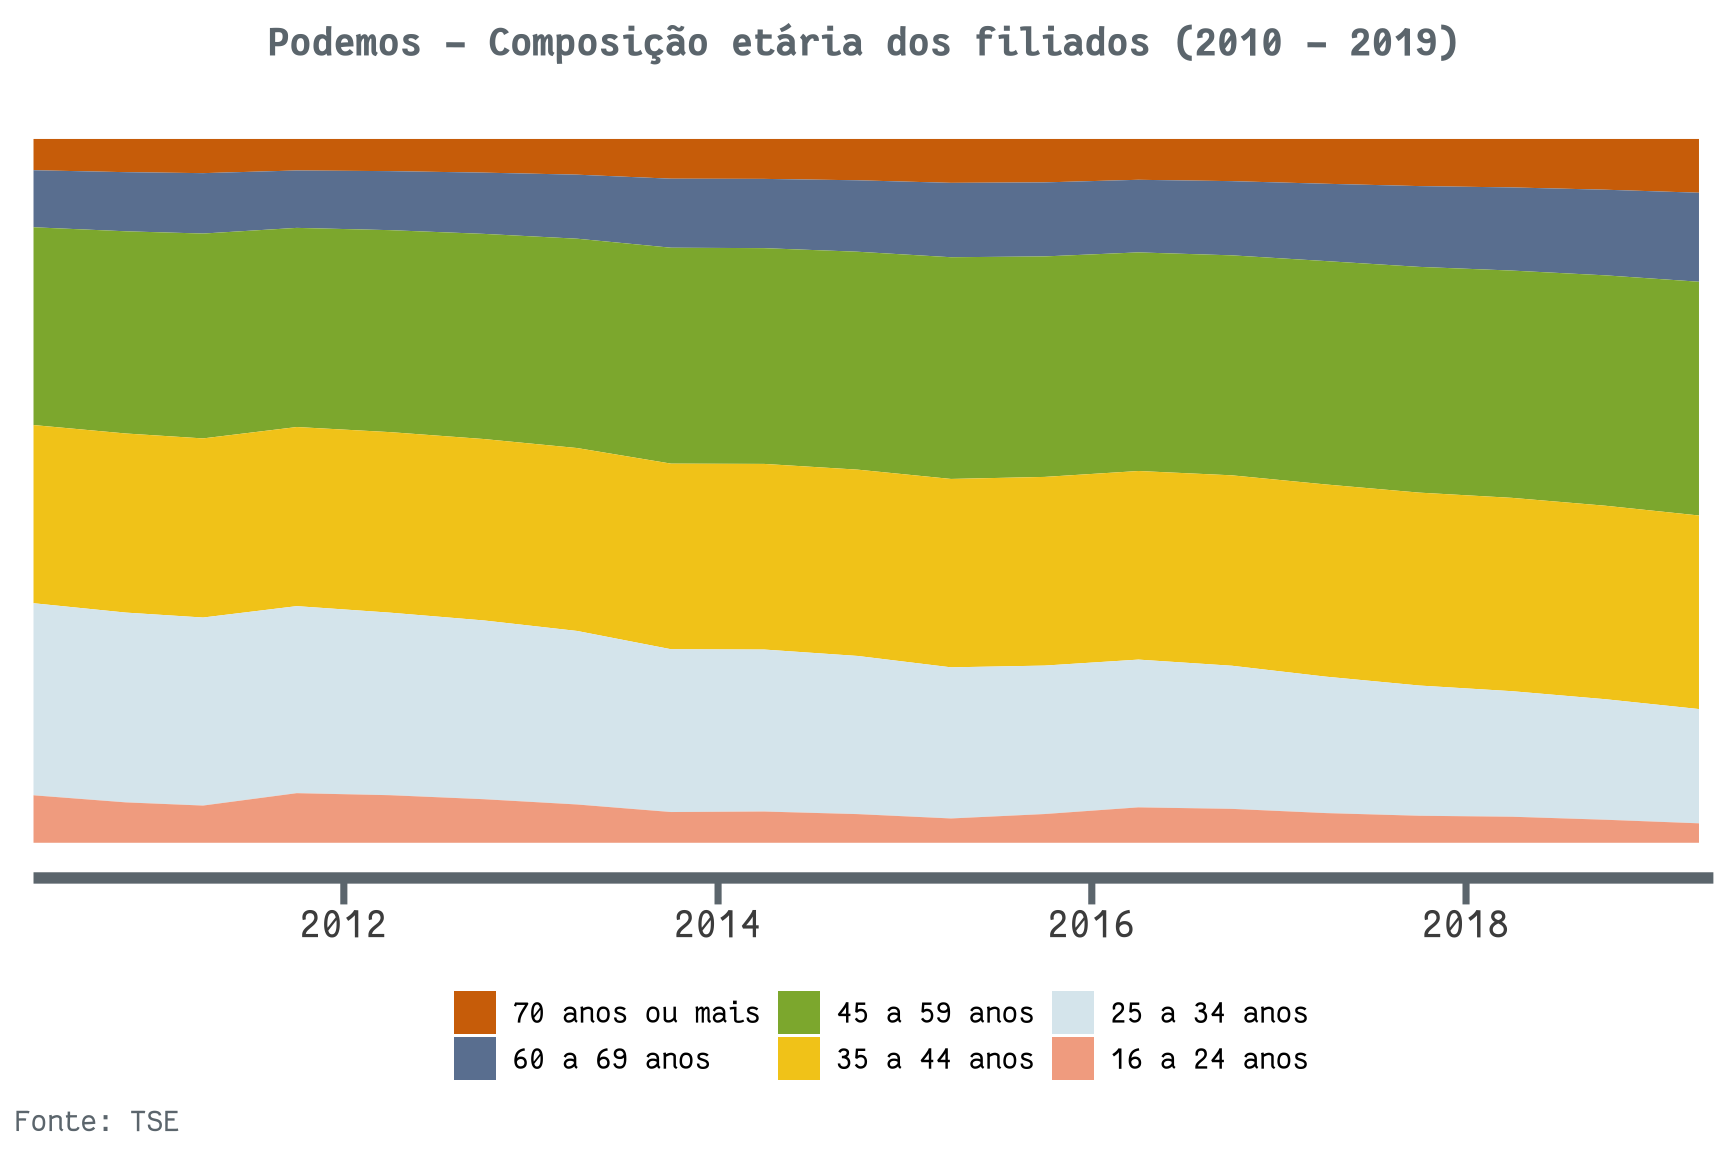 Podemos – Composição etária dos filiados (2010 – 2019)
2012 2014 2016 2018
70 anos ou mais 45 a 59 anos 25 a 34 anos
60 a 69 anos 35 a 44 anos 16 a 24 anos
Fonte: TSE